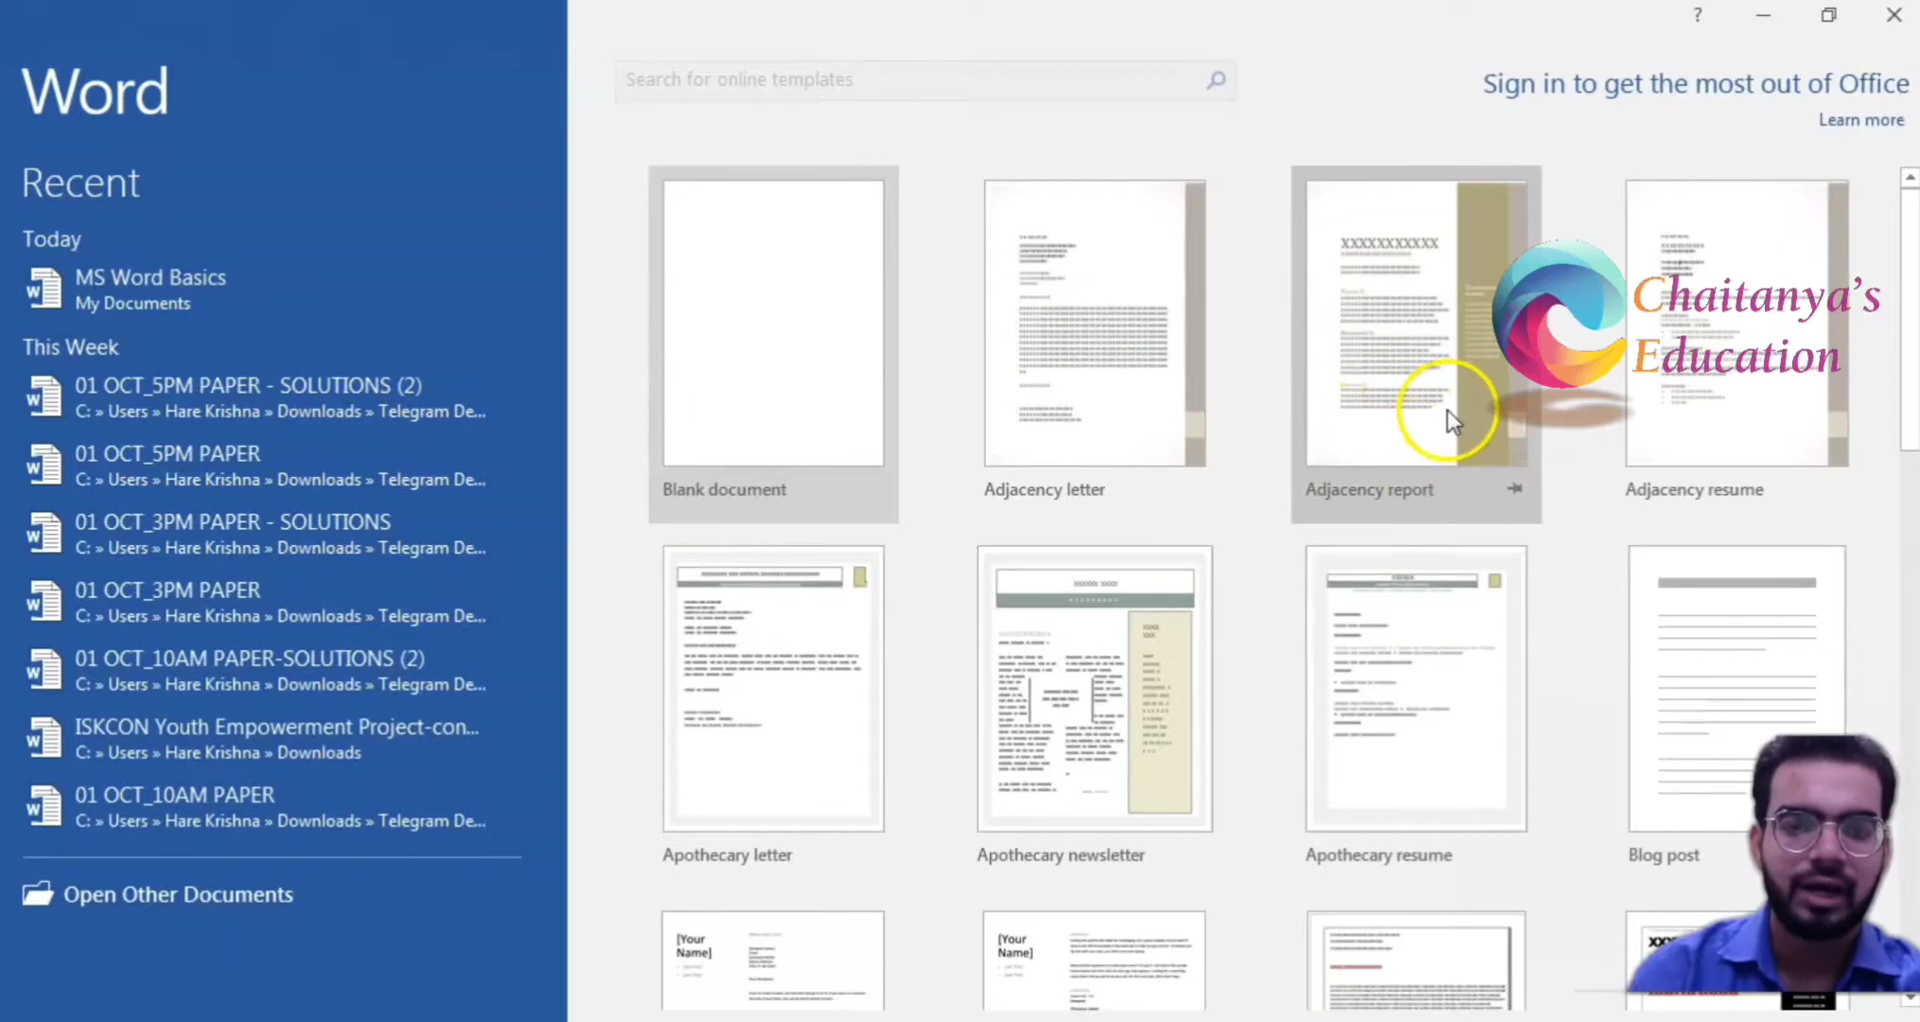 ?
Word
Search for online templates
Sign in to get the most out of Office
Learn more
Recent
Today
MS Word Basics
My Documents
This Week
01 OCT_5PM PAPER - SOLUTIONS (2)
C: » Users » Hare Krishna » Downloads » Telegram De...
01 OCT_5PM PAPER
C: » Users » Hare Krishna » Downloads » Telegram De...
01 OCT_3PM PAPER - SOLUTIONS
C: » Users » Hare Krishna » Downloads » Telegram De...
01 OCT_3PM PAPER
C: » Users » Hare Krishna » Downloads » Telegram De...
01 OCT_10AM PAPER-SOLUTIONS (2)
C: » Users » Hare Krishna » Downloads » Telegram De...
ISKCON Youth Empowerment Project-con...
C: » Users » Hare Krishna » Downloads
01 OCT_10AM PAPER
C: » Users » Hare Krishna » Downloads » Telegram De...
Open Other Documents
XXXXXXXXXXX
Chaitanya's
Education
Blank document
Adjacency letter
Adjacency report
Adjacency resume
XXXXXX XXXX
Apothecary letter
Apothecary newsletter
Apothecary resume
Blog post
[Your
Name]
[Your
Name]